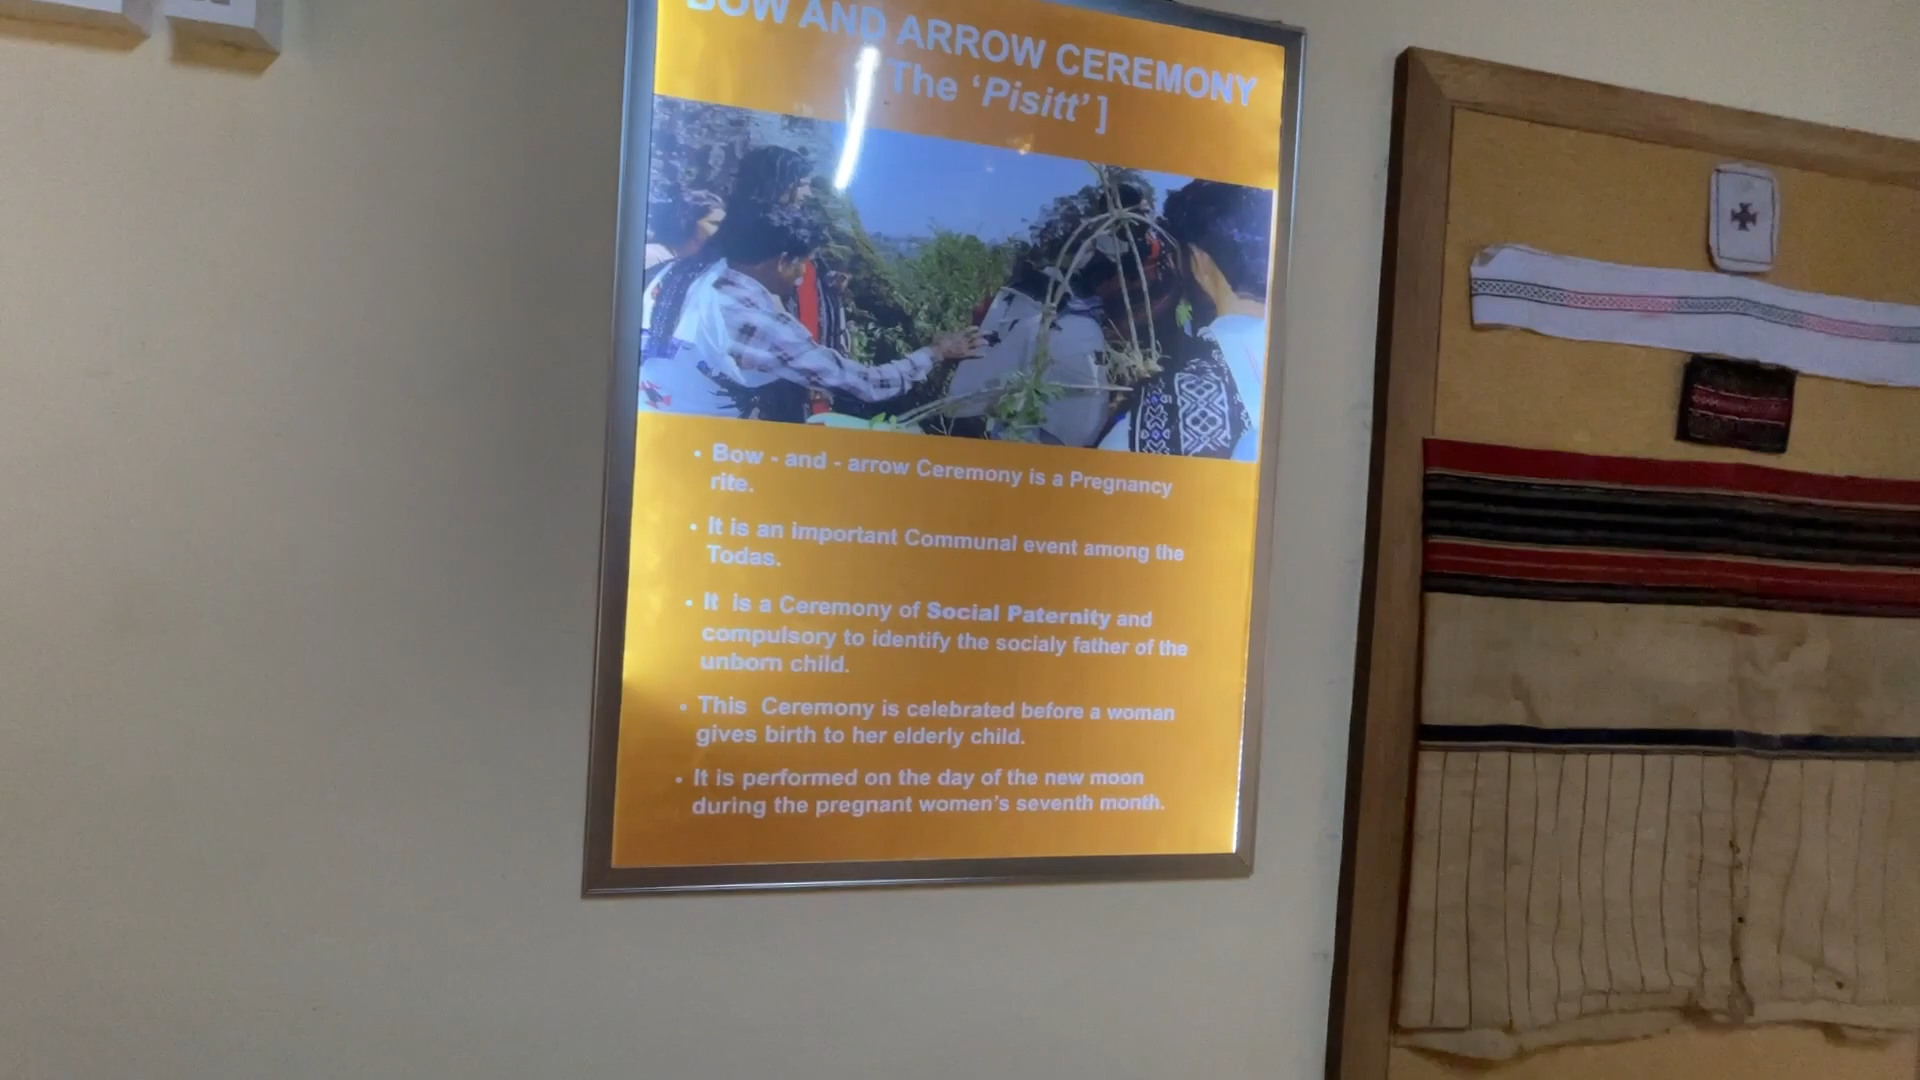 BOW AND ARROW CEREMONY
[ The ‘Pisitt’ ]
• Bow - and - arrow Ceremony is a Pregnancy
rite.
• It is an important Communal event among the
Todas.
• It is a Ceremony of Social Paternity and
compulsory to identify the socialy father of the
unborn child.
• This Ceremony is celebrated before a woman
gives birth to her elderly child.
• It is performed on the day of the new moon
during the pregnant women’s seventh month.